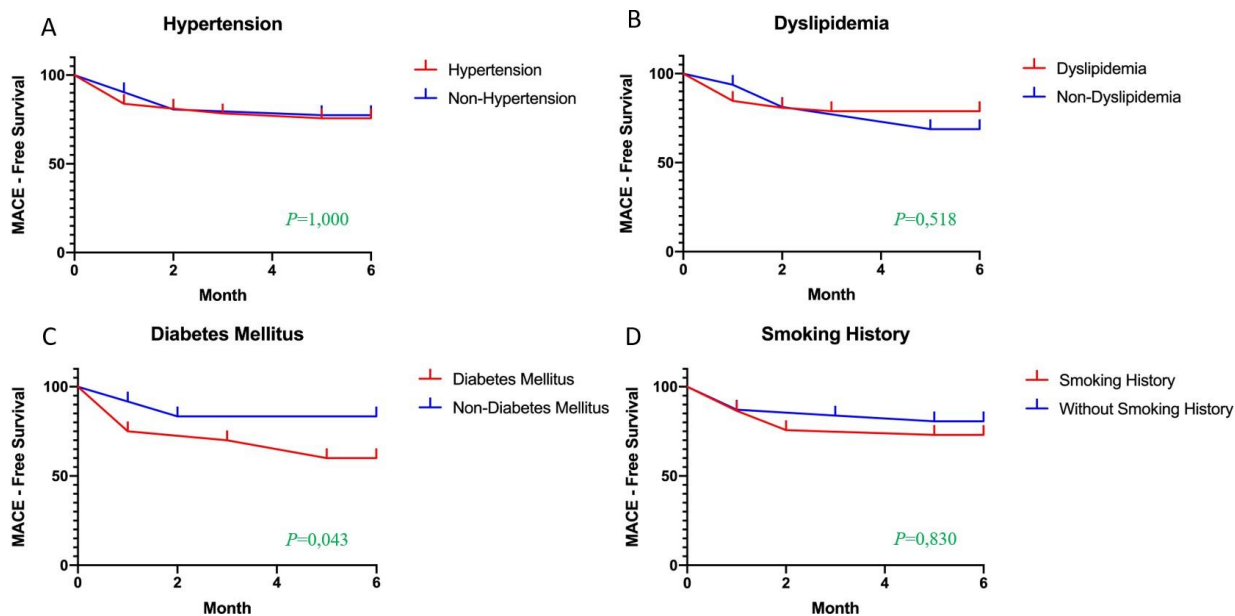 A
Hypertension
MACE - Free Survival
100
50
0
0 2 4 6
Month
Hypertension
Non-Hypertension
P=1,000
B
Dyslipidemia
MACE - Free Survival
100
50
0
0 2 4 6
Month
Dyslipidemia
Non-Dyslipidemia
P=0,518
C
Diabetes Mellitus
MACE - Free Survival
100
50
0
0 2 4 6
Month
Diabetes Mellitus
Non-Diabetes Mellitus
P=0,043
D
Smoking History
MACE - Free Survival
100
50
0
0 2 4 6
Month
Smoking History
Without Smoking History
P=0,830